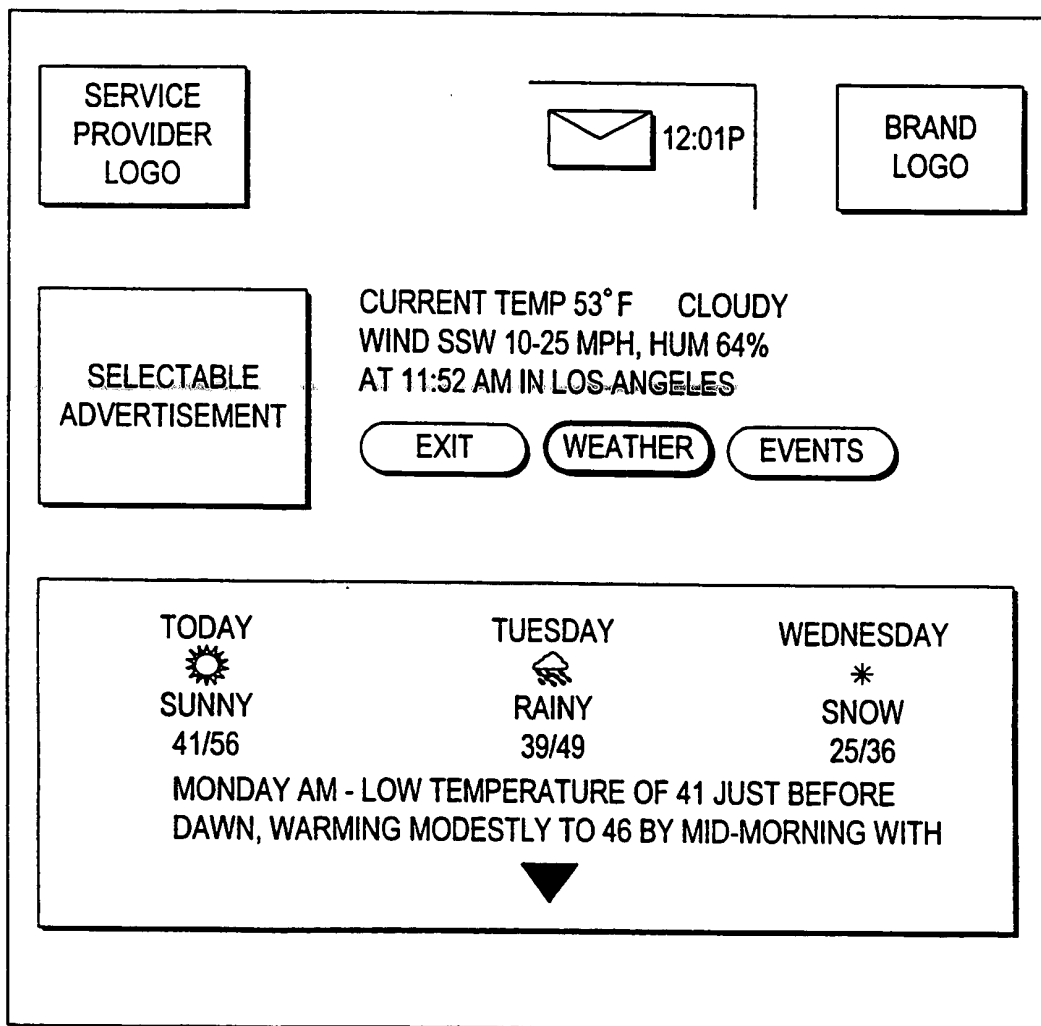 SERVICE
PROVIDER
LOGO
12:01P
BRAND
LOGO
SELECTABLE
ADVERTISEMENT
CURRENT TEMP 53° F CLOUDY
WIND SSW 10-25 MPH, HUM 64%
AT 11:52 AM IN LOS ANGELES
EXIT WEATHER EVENTS
TODAY TUESDAY WEDNESDAY
SUNNY RAINY SNOW
41/56 39/49 25/36
MONDAY AM - LOW TEMPERATURE OF 41 JUST BEFORE
DAWN, WARMING MODESTLY TO 46 BY MID-MORNING WITH